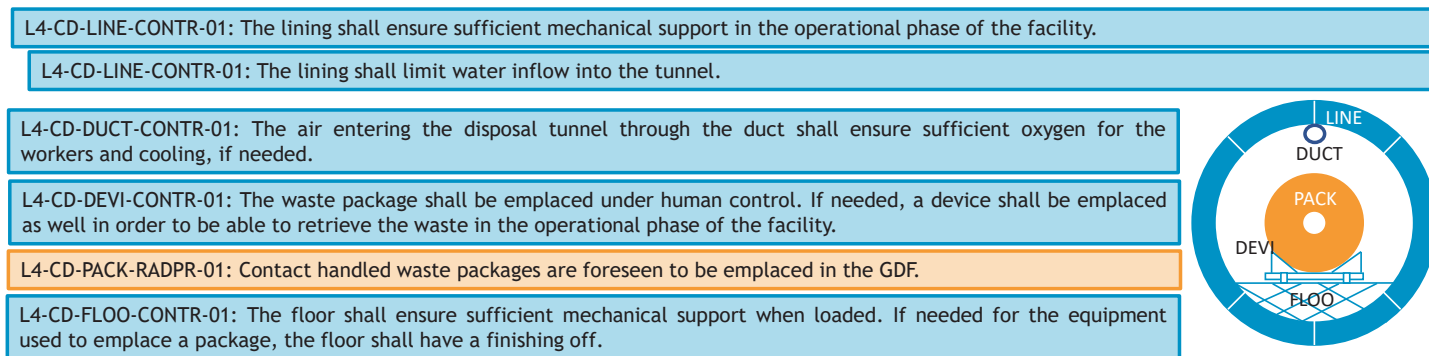 L4-CD-LINE-CONTR-01: The lining shall ensure sufficient mechanical support in the operational phase of the facility.
L4-CD-LINE-CONTR-01: The lining shall limit water inflow into the tunnel.
L4-CD-DUCT-CONTR-01: The air entering the disposal tunnel through the duct shall ensure sufficient oxygen for the
workers and cooling, if needed.
L4-CD-DEVI-CONTR-01: The waste package shall be emplaced under human control. If needed, a device shall be emplaced
as well in order to be able to retrieve the waste in the operational phase of the facility.
L4-CD-PACK-RADPR-01: Contact handled waste packages are foreseen to be emplaced in the GDF.
L4-CD-FLOO-CONTR-01: The floor shall ensure sufficient mechanical support when loaded. If needed for the equipment
used to emplace a package, the floor shall have a finishing off.
LINE
DUCT
PACK
DEVI
FLOO